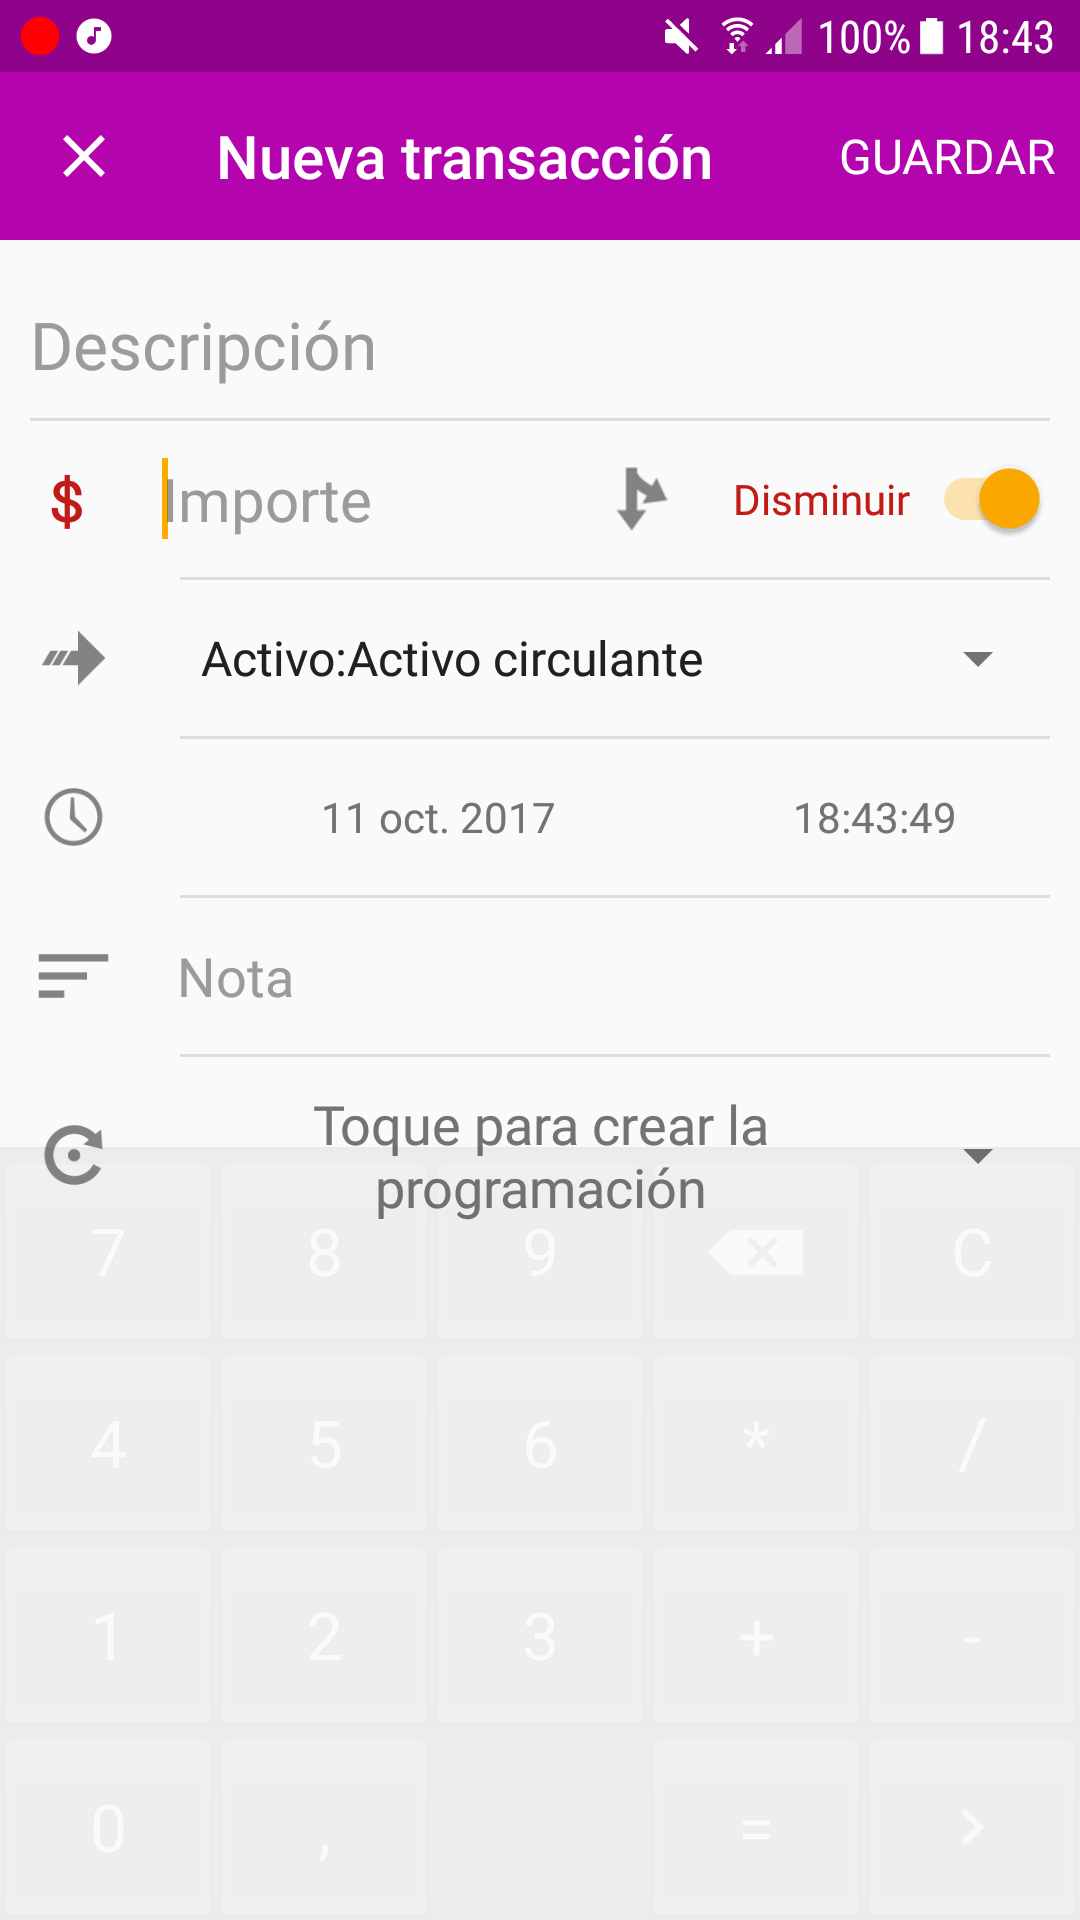 100% 18:43
Nueva transacción GUARDAR
Descripción
$ Importe Disminuir
Activo:Activo circulante
11 oct. 2017 18:43:49
Nota
Toque para crear la
programación
7 8 9 C
4 5 6 * /
1 2 3 + -
0 , =